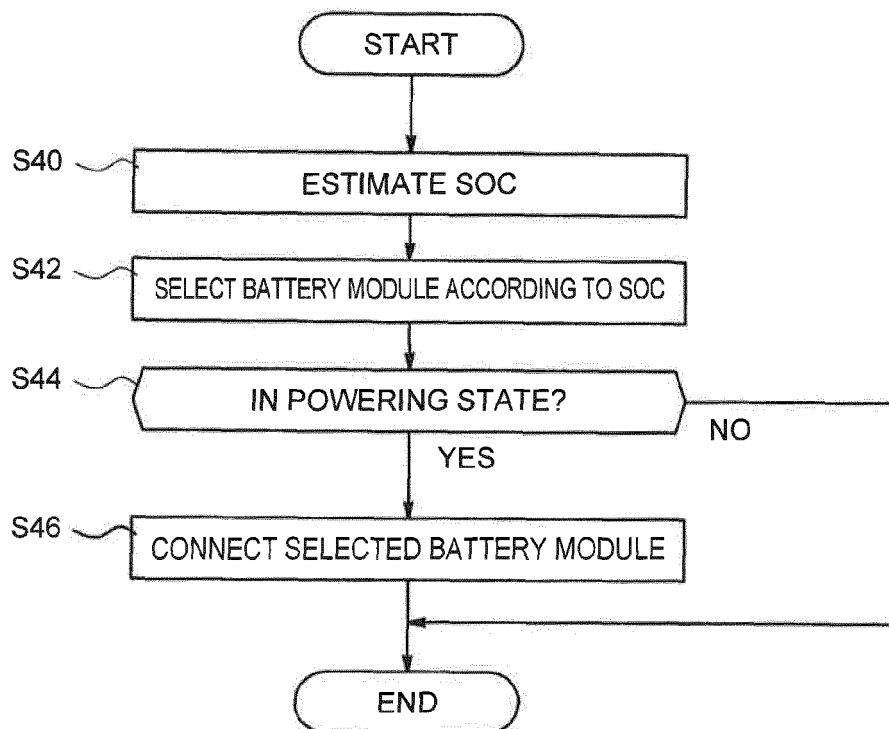 START
S40
ESTIMATE SOC
S42
SELECT BATTERY MODULE ACCORDING TO SOC
S44
IN POWERING STATE?
NO
YES
S46
CONNECT SELECTED BATTERY MODULE
END